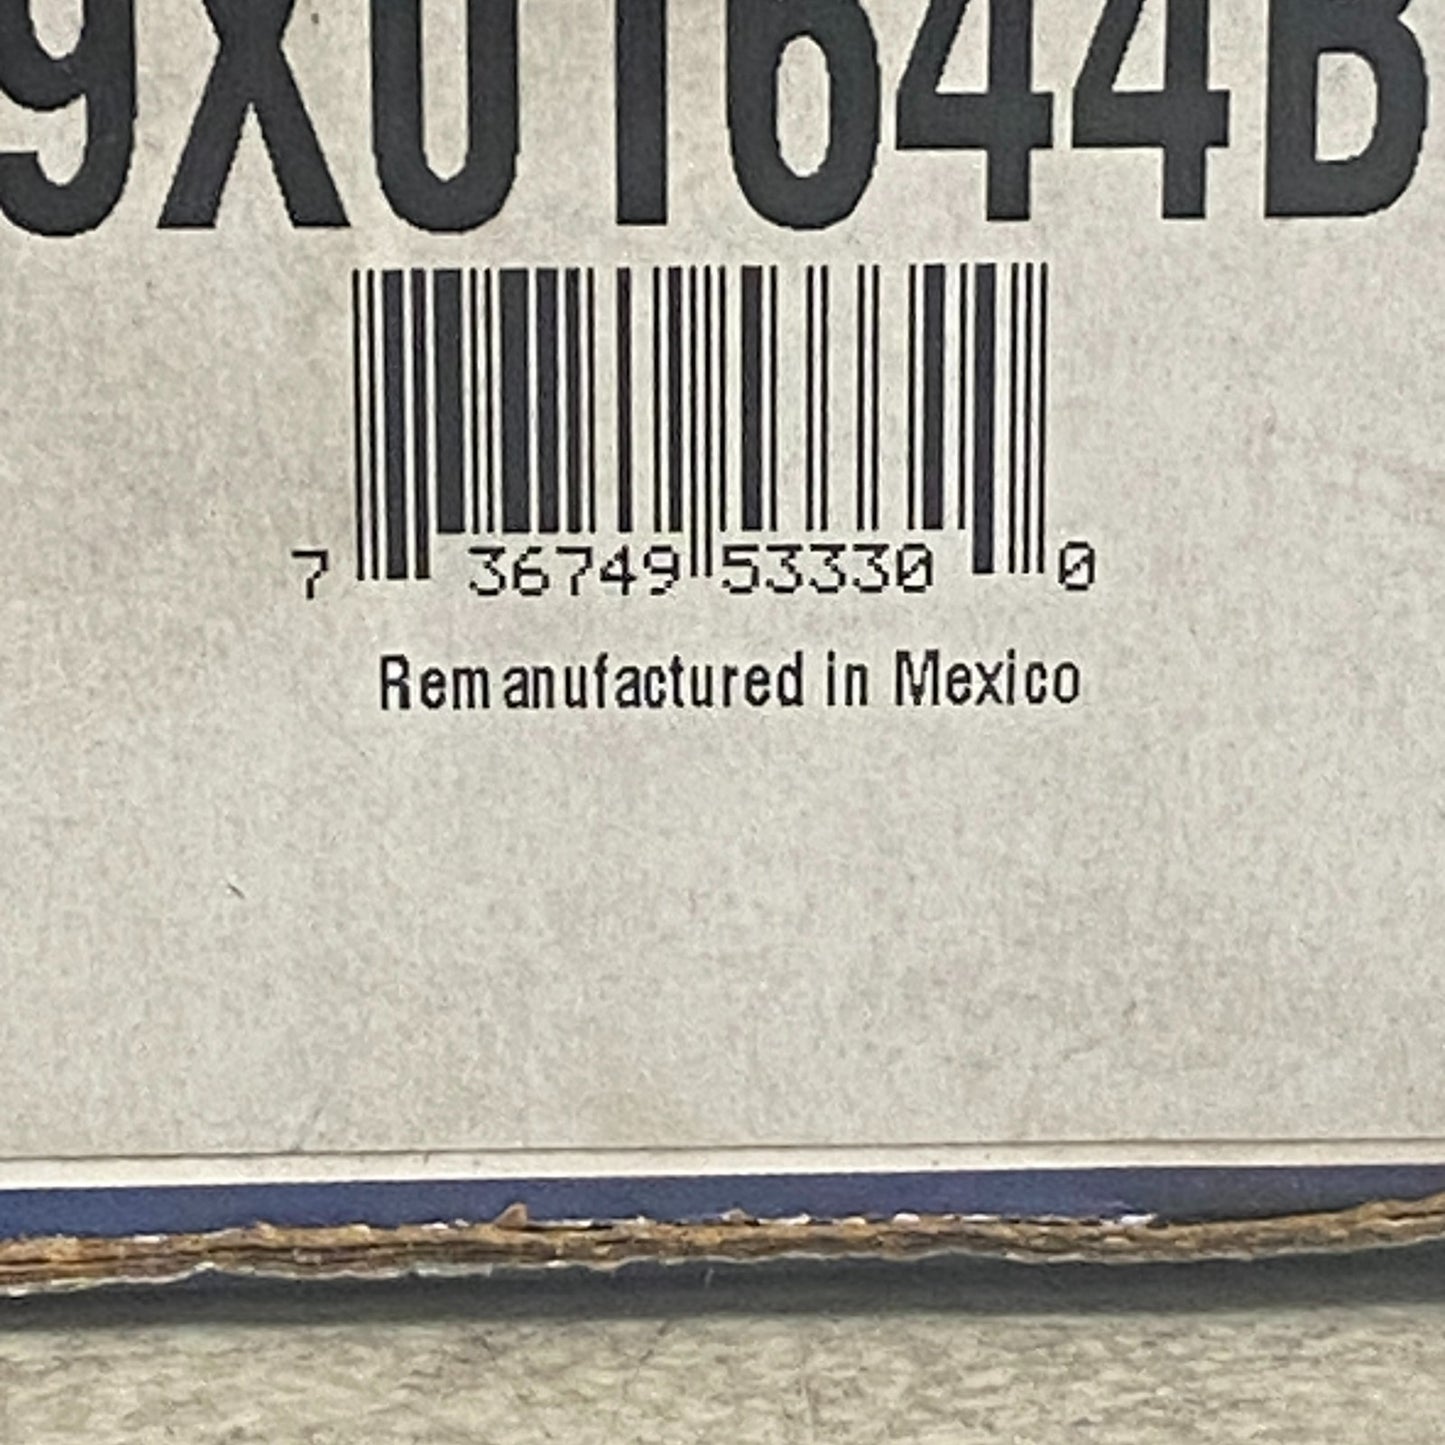 9X01644B
7 36749 53330 0
Remanufactured in Mexico